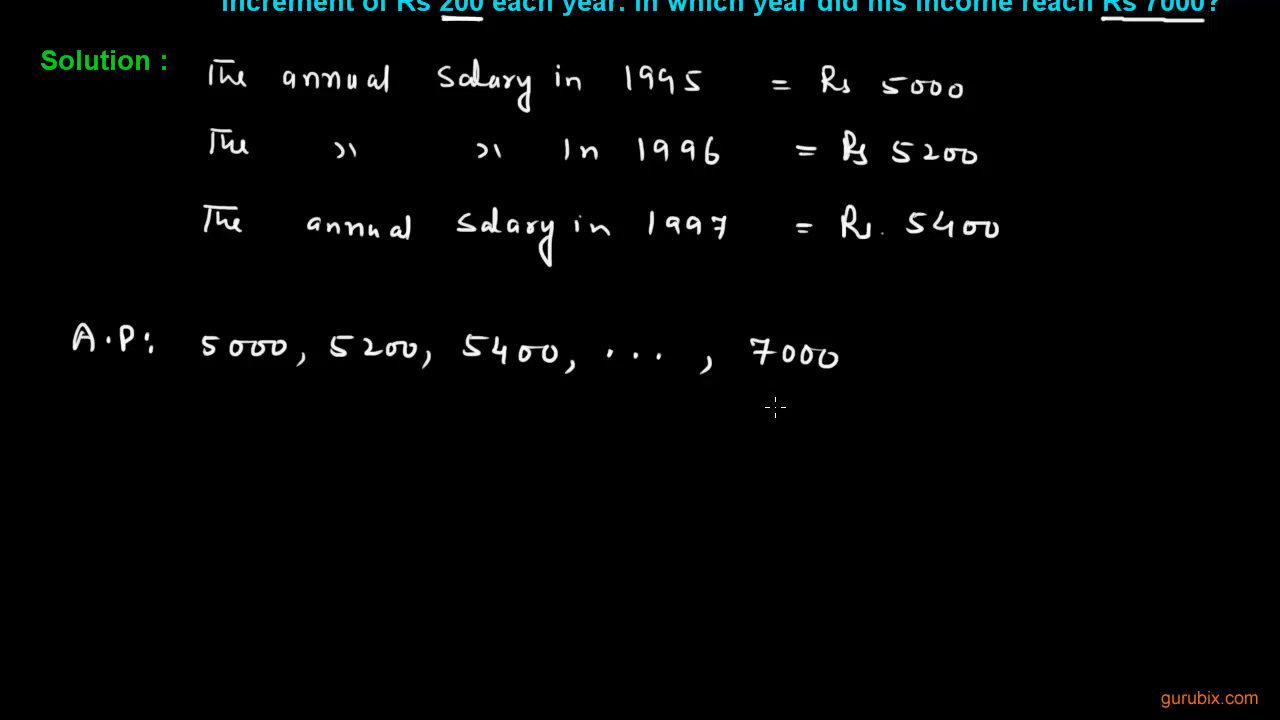 increment of Rs 200 each year. In which year did his income reach Rs 7000?
Solution :
The annual salary in 1995 = Rs 5000
The " " In 1996 = Rs 5200
The annual salary in 1997 = Rs. 5400
A.P: 5000, 5200, 5400, ... , 7000
gurubix.com